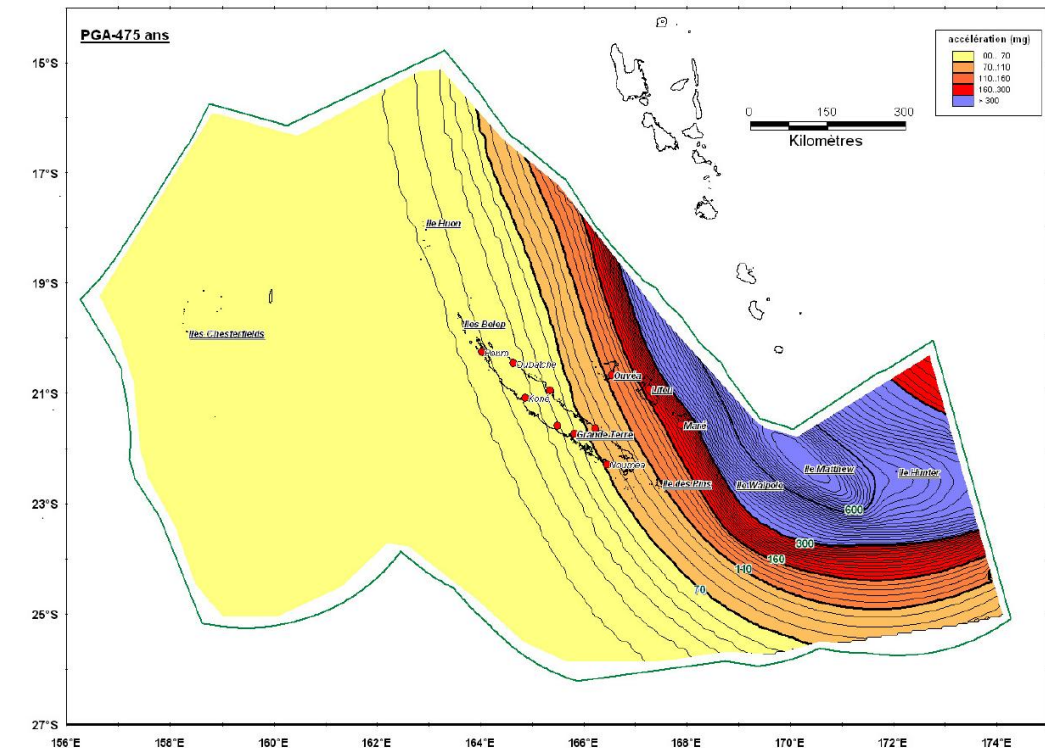 PGA-475 ans
accélération (mg)
00.. 70
70..110
110..160
160..300
> 300
0 150 300
Kilomètres
15°S
17°S
19°S
21°S
23°S
25°S
27°S
Ile Huon
Iles Chesterfields
Iles Belep
Poum
Ouvéa
Lifou
Koné
Maré
Grande Terre
Nouméa
Ile des Pins
Ile Walpole
Ile Matthew
Ile Hunter
600
300
160
110
70
156°E 158°E 160°E 162°E 164°E 166°E 168°E 170°E 172°E 174°E